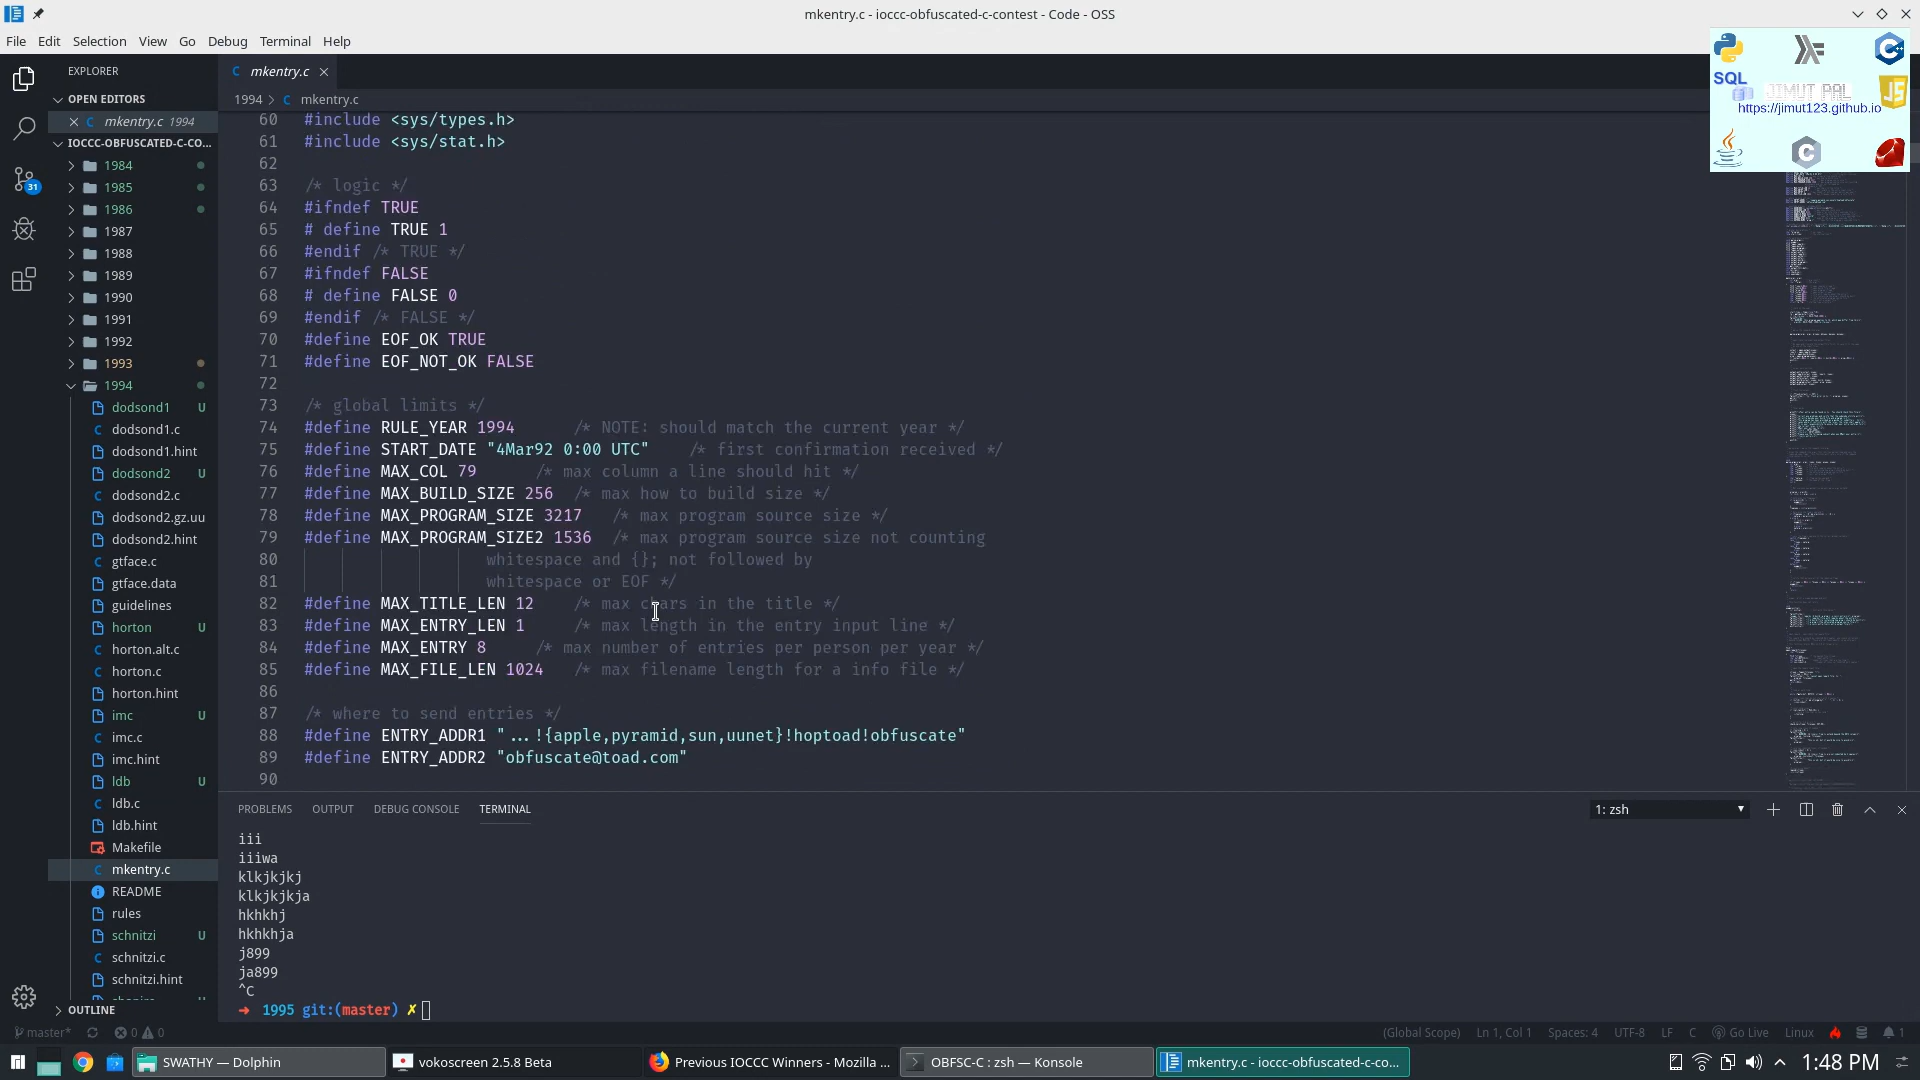 mkentry.c - ioccc-obfuscated-c-contest - Code - OSS
File Edit Selection View Go Debug Terminal Help
SQL
JS
JIMUT PAL
https://jimut123.github.io
C
EXPLORER
OPEN EDITORS
mkentry.c 1994
IOCCC-OBFUSCATED-C-CO...
1984
1985
1986
1987
1988
1989
1990
1991
1992
1993
1994
dodsond1 U
dodsond1.c
dodsond1.hint
dodsond2 U
dodsond2.c
dodsond2.gz.uu
dodsond2.hint
gtface.c
gtface.data
guidelines
horton U
horton.alt.c
horton.c
horton.hint
imc U
imc.c
imc.hint
ldb U
ldb.c
ldb.hint
Makefile
mkentry.c
README
rules
schnitzi U
schnitzi.c
schnitzi.hint
OUTLINE
31
mkentry.c
1994 > C mkentry.c
60 #include <sys/types.h>
61 #include <sys/stat.h>
62
63 /* logic */
64 #ifndef TRUE
65 # define TRUE 1
66 #endif /* TRUE */
67 #ifndef FALSE
68 # define FALSE 0
69 #endif /* FALSE */
70 #define EOF_OK TRUE
71 #define EOF_NOT_OK FALSE
72
73 /* global limits */
74 #define RULE_YEAR 1994 /* NOTE: should match the current year */
75 #define START_DATE "4Mar92 0:00 UTC" /* first confirmation received */
76 #define MAX_COL 79 /* max column a line should hit */
77 #define MAX_BUILD_SIZE 256 /* max how to build size */
78 #define MAX_PROGRAM_SIZE 3217 /* max program source size */
79 #define MAX_PROGRAM_SIZE2 1536 /* max program source size not counting
80 whitespace and {}; not followed by
81 whitespace or EOF */
82 #define MAX_TITLE_LEN 12 /* max chars in the title */
83 #define MAX_ENTRY_LEN 1 /* max length in the entry input line */
84 #define MAX_ENTRY 8 /* max number of entries per person per year */
85 #define MAX_FILE_LEN 1024 /* max filename length for a info file */
86
87 /* where to send entries */
88 #define ENTRY_ADDR1 "...!{apple,pyramid,sun,uunet}!hoptoad!obfuscate"
89 #define ENTRY_ADDR2 "obfuscate@toad.com"
90
PROBLEMS OUTPUT DEBUG CONSOLE TERMINAL 1: zsh
iii
iiiwa
klkjkjkj
klkjkjkja
hkhkhj
hkhkhja
j899
ja899
^C
➜ 1995 git:(master) ✗
master* 0 0 (Global Scope) Ln 1, Col 1 Spaces: 4 UTF-8 LF C Go Live Linux 1
SWATHY — Dolphin vokoscreen 2.5.8 Beta Previous IOCCC Winners - Mozilla ... OBFSC-C : zsh — Konsole mkentry.c - ioccc-obfuscated-c-co... 1:48 PM